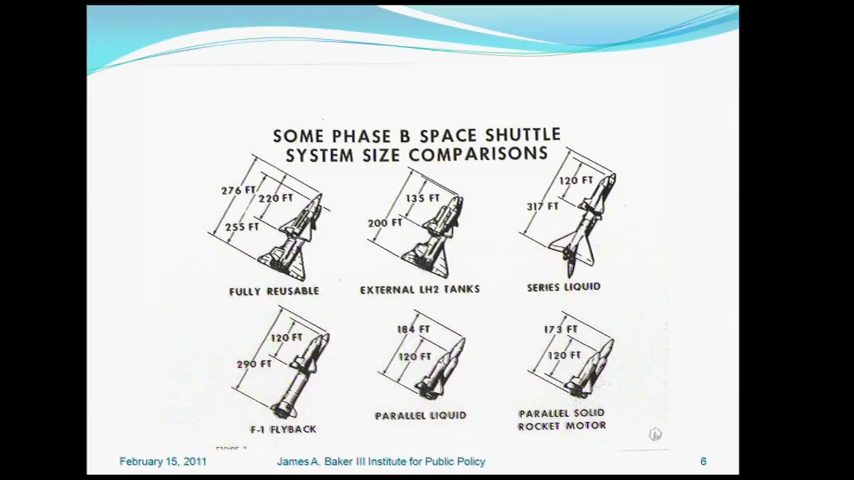 SOME PHASE B SPACE SHUTTLE
SYSTEM SIZE COMPARISONS
276 FT
220 FT
255 FT
FULLY REUSABLE
135 FT
200 FT
EXTERNAL LH2 TANKS
120 FT
317 FT
SERIES LIQUID
120 FT
290 FT
F-1 FLYBACK
184 FT
120 FT
PARALLEL LIQUID
173 FT
120 FT
PARALLEL SOLID
ROCKET MOTOR
February 15, 2011
James A. Baker III Institute for Public Policy
6